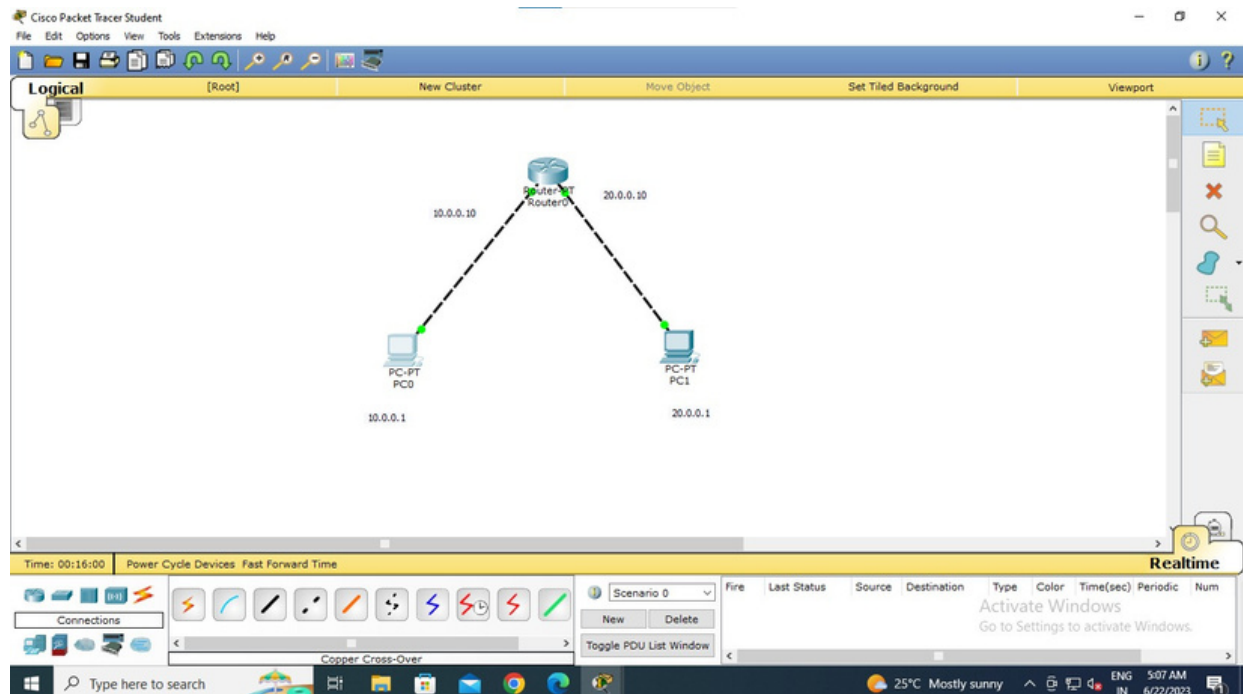 Cisco Packet Tracer Student
File Edit Options View Tools Extensions Help
Logical [Root] New Cluster Move Object Set Tiled Background Viewport
Router-PT
Router0
20.0.0.10
10.0.0.10
PC-PT
PC0
PC-PT
PC1
10.0.0.1
20.0.0.1
Time: 00:16:00 Power Cycle Devices Fast Forward Time Realtime
Connections
Copper Cross-Over
Scenario 0
New Delete
Toggle PDU List Window
Fire Last Status Source Destination Type Color Time(sec) Periodic Num
Activate Windows
Go to Settings to activate Windows.
Type here to search
25°C Mostly sunny
ENG
IN
5:07 AM
6/22/2023